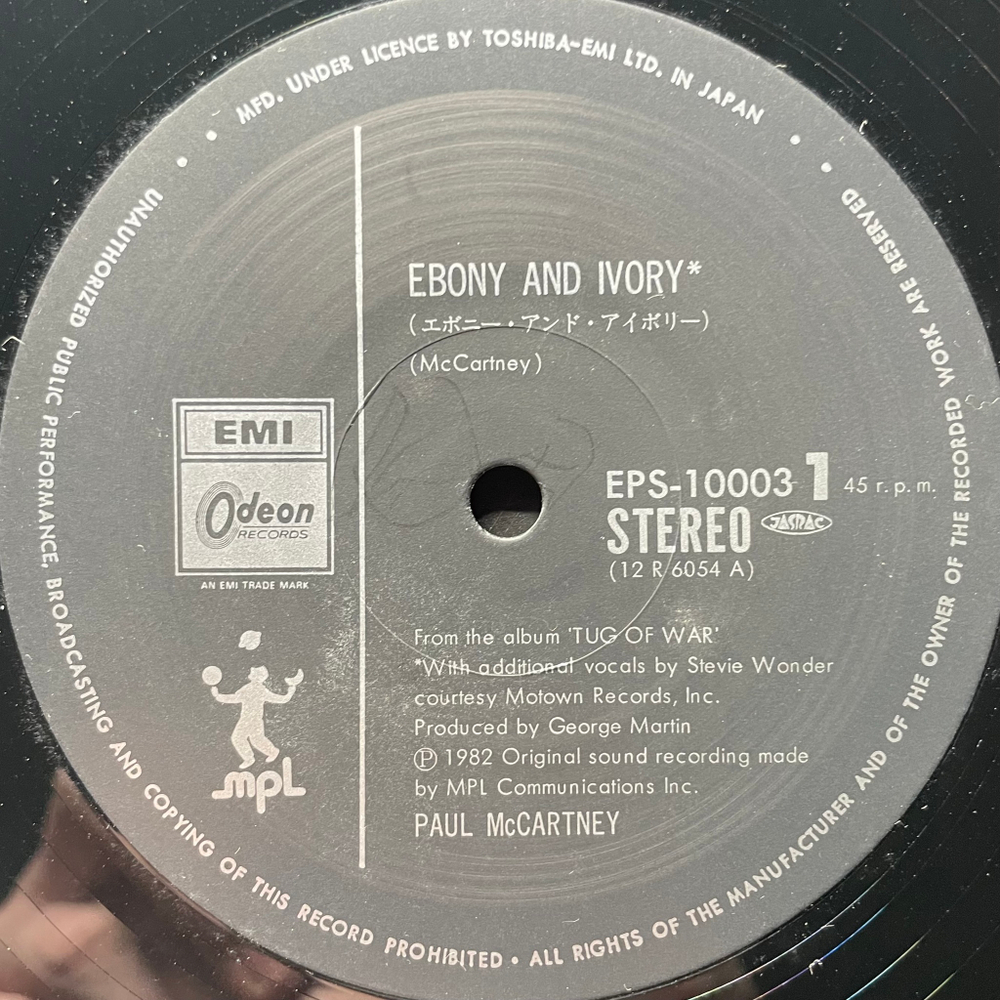 MFD. UNDER LICENCE BY TOSHIBA-EMI LTD. IN JAPAN
EBONY AND IVORY*
(エボニー・アンド・アイボリー)
(McCartney)
EMI
Odeon
RECORDS
AN EMI TRADE MARK
EPS-10003 1 45 r.p.m.
STEREO JASRAC
(12 R 6054 A)
From the album 'TUG OF WAR'
*With additional vocals by Stevie Wonder
courtesy Motown Records, Inc.
Produced by George Martin
Ⓟ 1982 Original sound recording made
by MPL Communications Inc.
PAUL McCARTNEY
mpL
UNAUTHORIZED PUBLIC PERFORMANCE, BROADCASTING AND COPYING OF THIS RECORD PROHIBITED • ALL RIGHTS OF THE MANUFACTURER AND OF THE OWNER OF THE RECORDED WORK ARE RESERVED